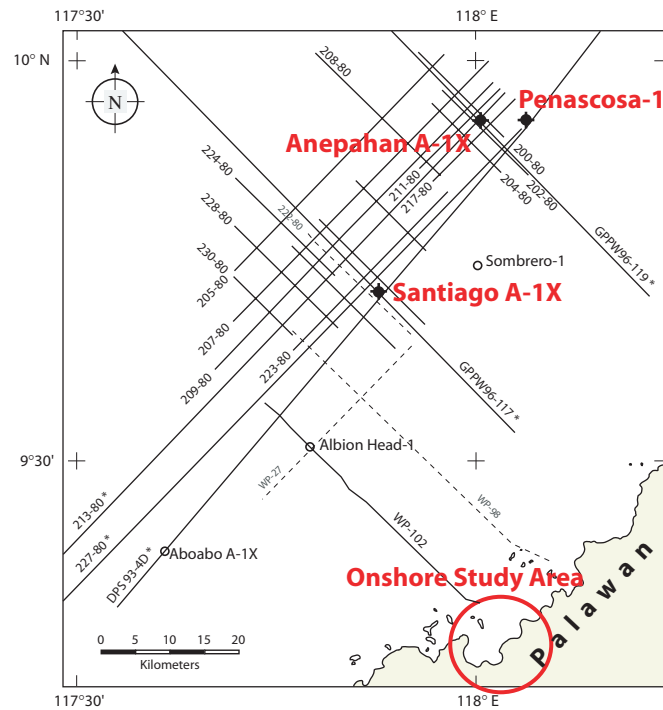 117°30'
118° E
10° N
N
208-80
Penascosa-1
Anepahan A-1X
224-80
211-80
200-80
202-80
204-80
217-80
228-80
222-80
GPPW96-119 *
230-80
Sombrero-1
205-80
Santiago A-1X
207-80
223-80
209-80
GPPW96-117 *
Albion Head-1
9°30'
WP-27
WP-98
213-80 *
WP-102
227-80 *
Aboabo A-1X
DPS 93-4D *
Onshore Study Area
Palawan
0 5 10 15 20
Kilometers
117°30'
118° E